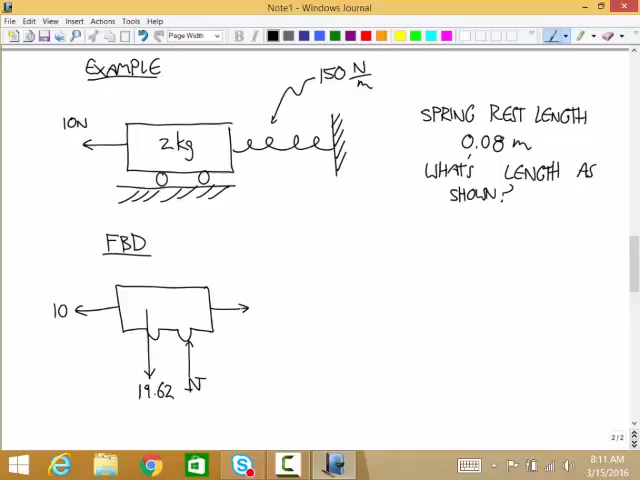 Note1 - Windows Journal
File Edit View Insert Actions Tools Help
Page Width
EXAMPLE
150 N/m
10N
2kg
SPRING REST LENGTH
0.08 m
WHAT'S LENGTH AS
SHOWN?
FBD
10
19.62 N
2/2
8:11 AM
3/15/2016